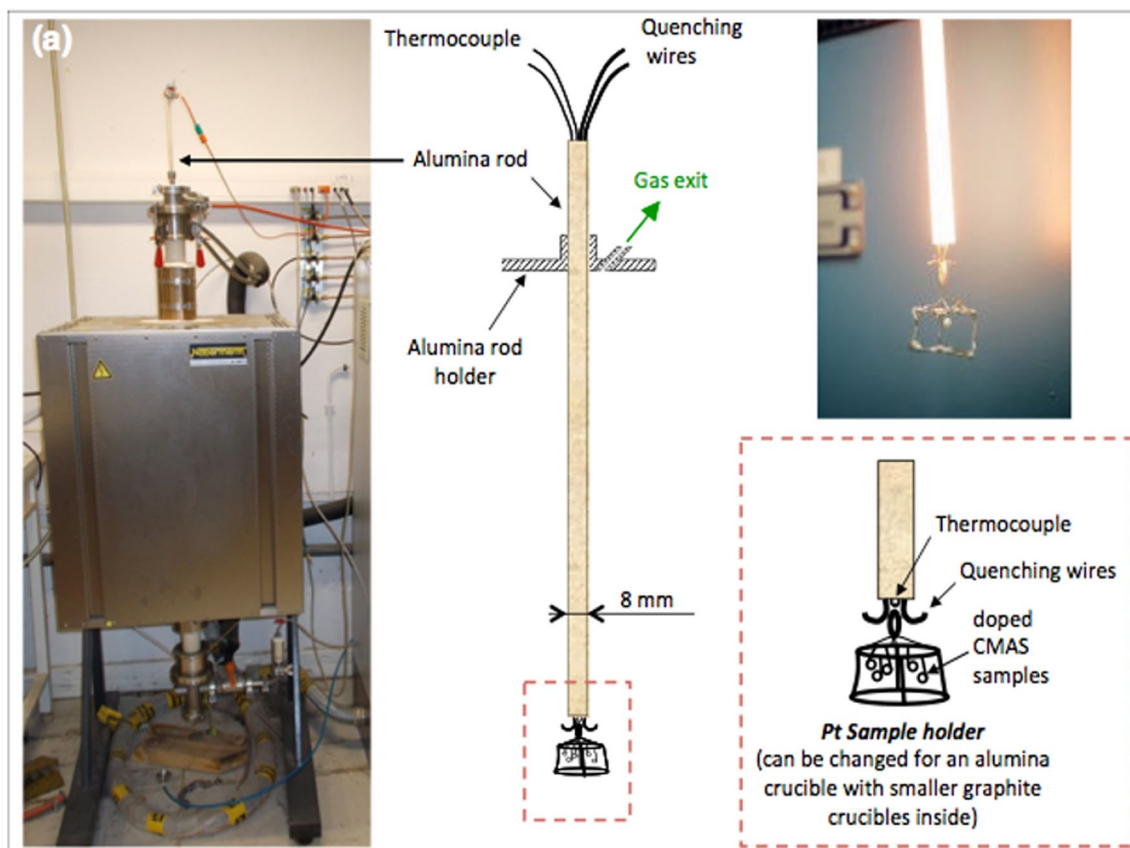 (a)
Thermocouple
Quenching
wires
Alumina rod
Gas exit
Alumina rod
holder
8 mm
Nabertherm
Thermocouple
Quenching wires
doped
CMAS
samples
Pt Sample holder
(can be changed for an alumina
crucible with smaller graphite
crucibles inside)